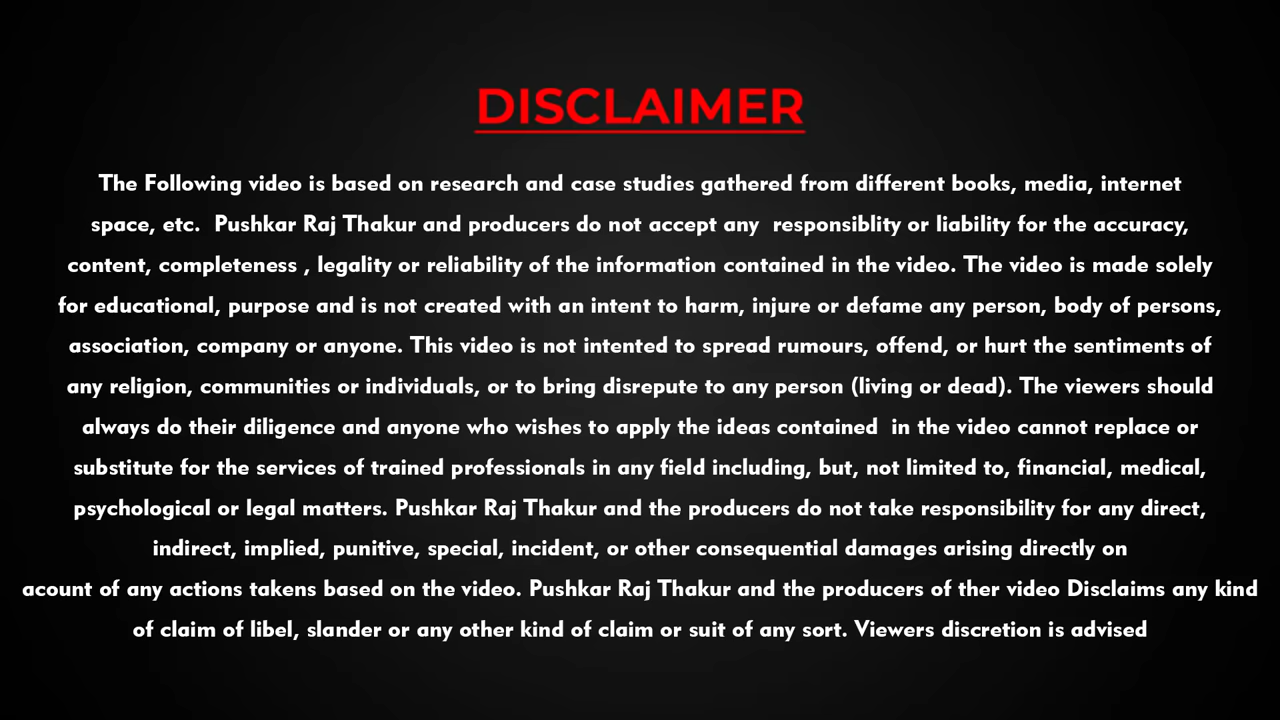 DISCLAIMER
The Following video is based on research and case studies gathered from different books, media, internet
space, etc.  Pushkar Raj Thakur and producers do not accept any  responsiblity or liability for the accuracy,
content, completeness , legality or reliability of the information contained in the video. The video is made solely
for educational, purpose and is not created with an intent to harm, injure or defame any person, body of persons,
association, company or anyone. This video is not intented to spread rumours, offend, or hurt the sentiments of
any religion, communities or individuals, or to bring disrepute to any person (living or dead). The viewers should
always do their diligence and anyone who wishes to apply the ideas contained  in the video cannot replace or
substitute for the services of trained professionals in any field including, but, not limited to, financial, medical,
psychological or legal matters. Pushkar Raj Thakur and the producers do not take responsibility for any direct,
indirect, implied, punitive, special, incident, or other consequential damages arising directly on
acount of any actions takens based on the video. Pushkar Raj Thakur and the producers of ther video Disclaims any kind
of claim of libel, slander or any other kind of claim or suit of any sort. Viewers discretion is advised